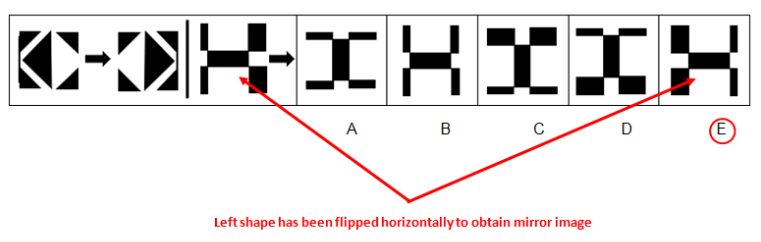 A B C D E
Left shape has been flipped horizontally to obtain mirror image